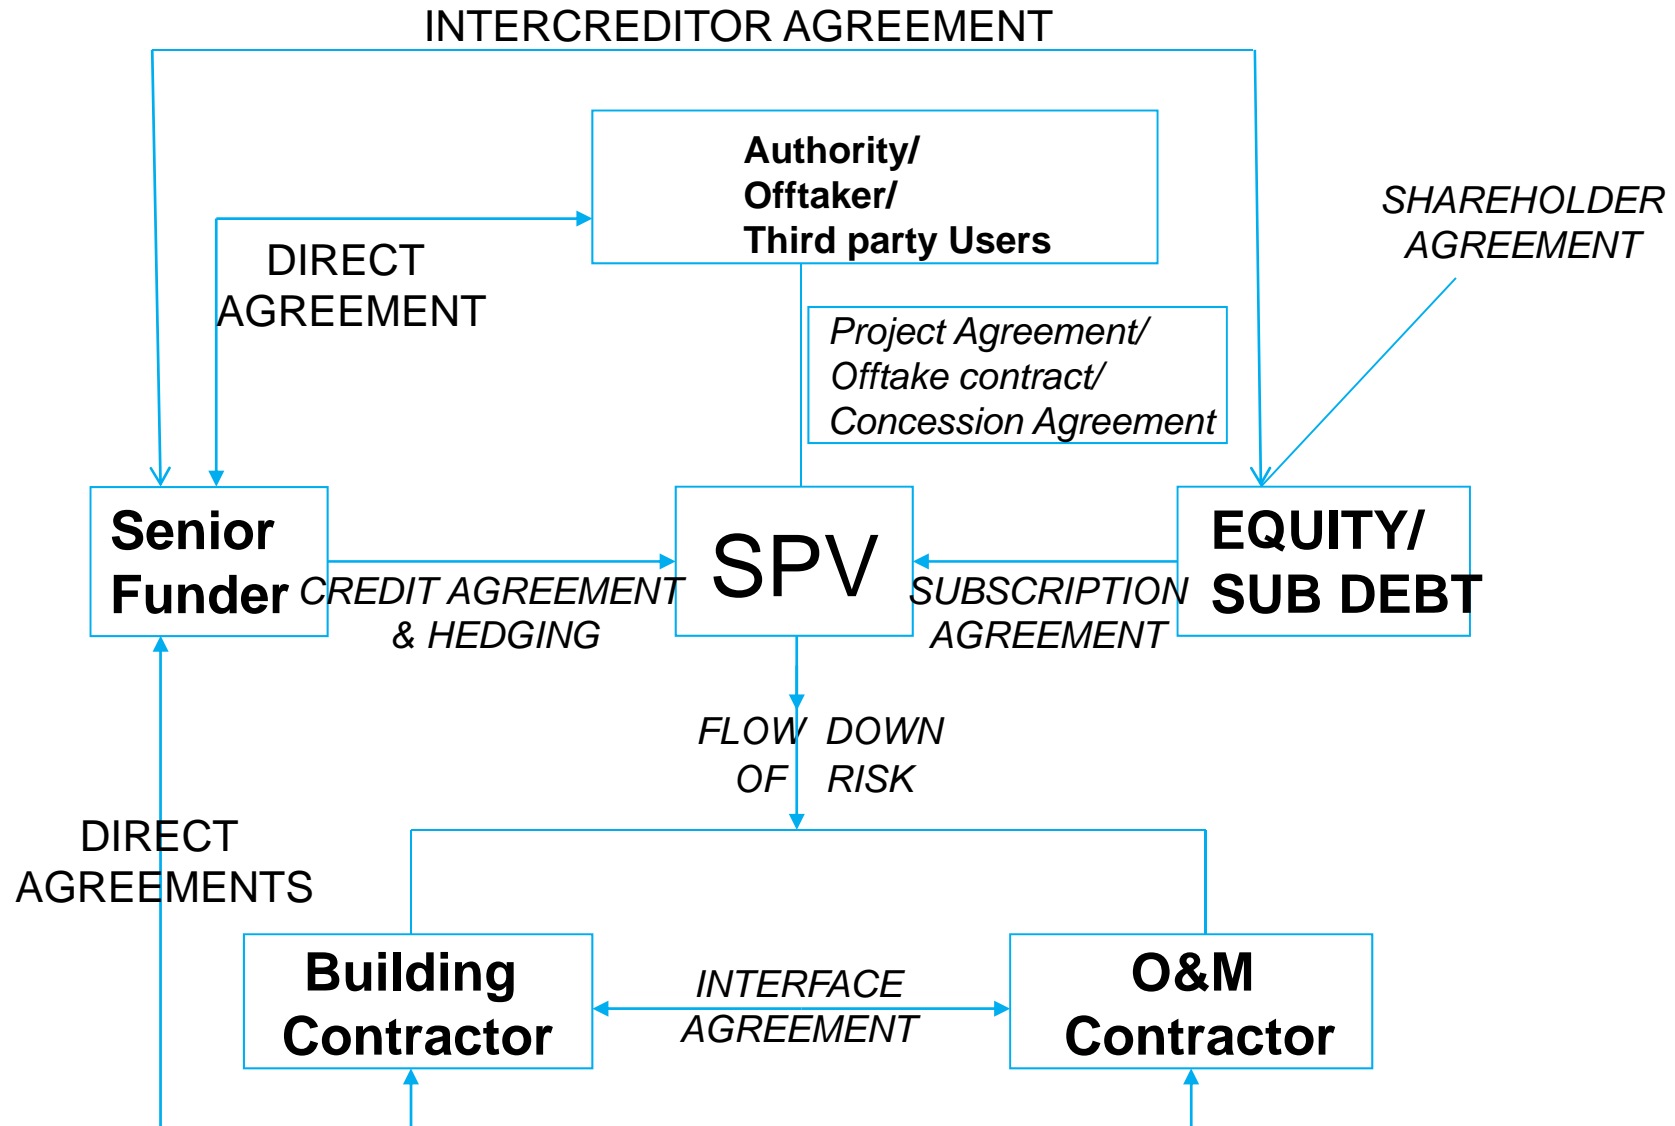 INTERCREDITOR AGREEMENT
Authority/
Offtaker/
Third party Users
SHAREHOLDER
AGREEMENT
DIRECT
AGREEMENT
Project Agreement/
Offtake contract/
Concession Agreement
Senior
Funder
CREDIT AGREEMENT
& HEDGING
SPV
SUBSCRIPTION
AGREEMENT
EQUITY/
SUB DEBT
FLOW DOWN
OF RISK
DIRECT
AGREEMENTS
Building
Contractor
INTERFACE
AGREEMENT
O&M
Contractor